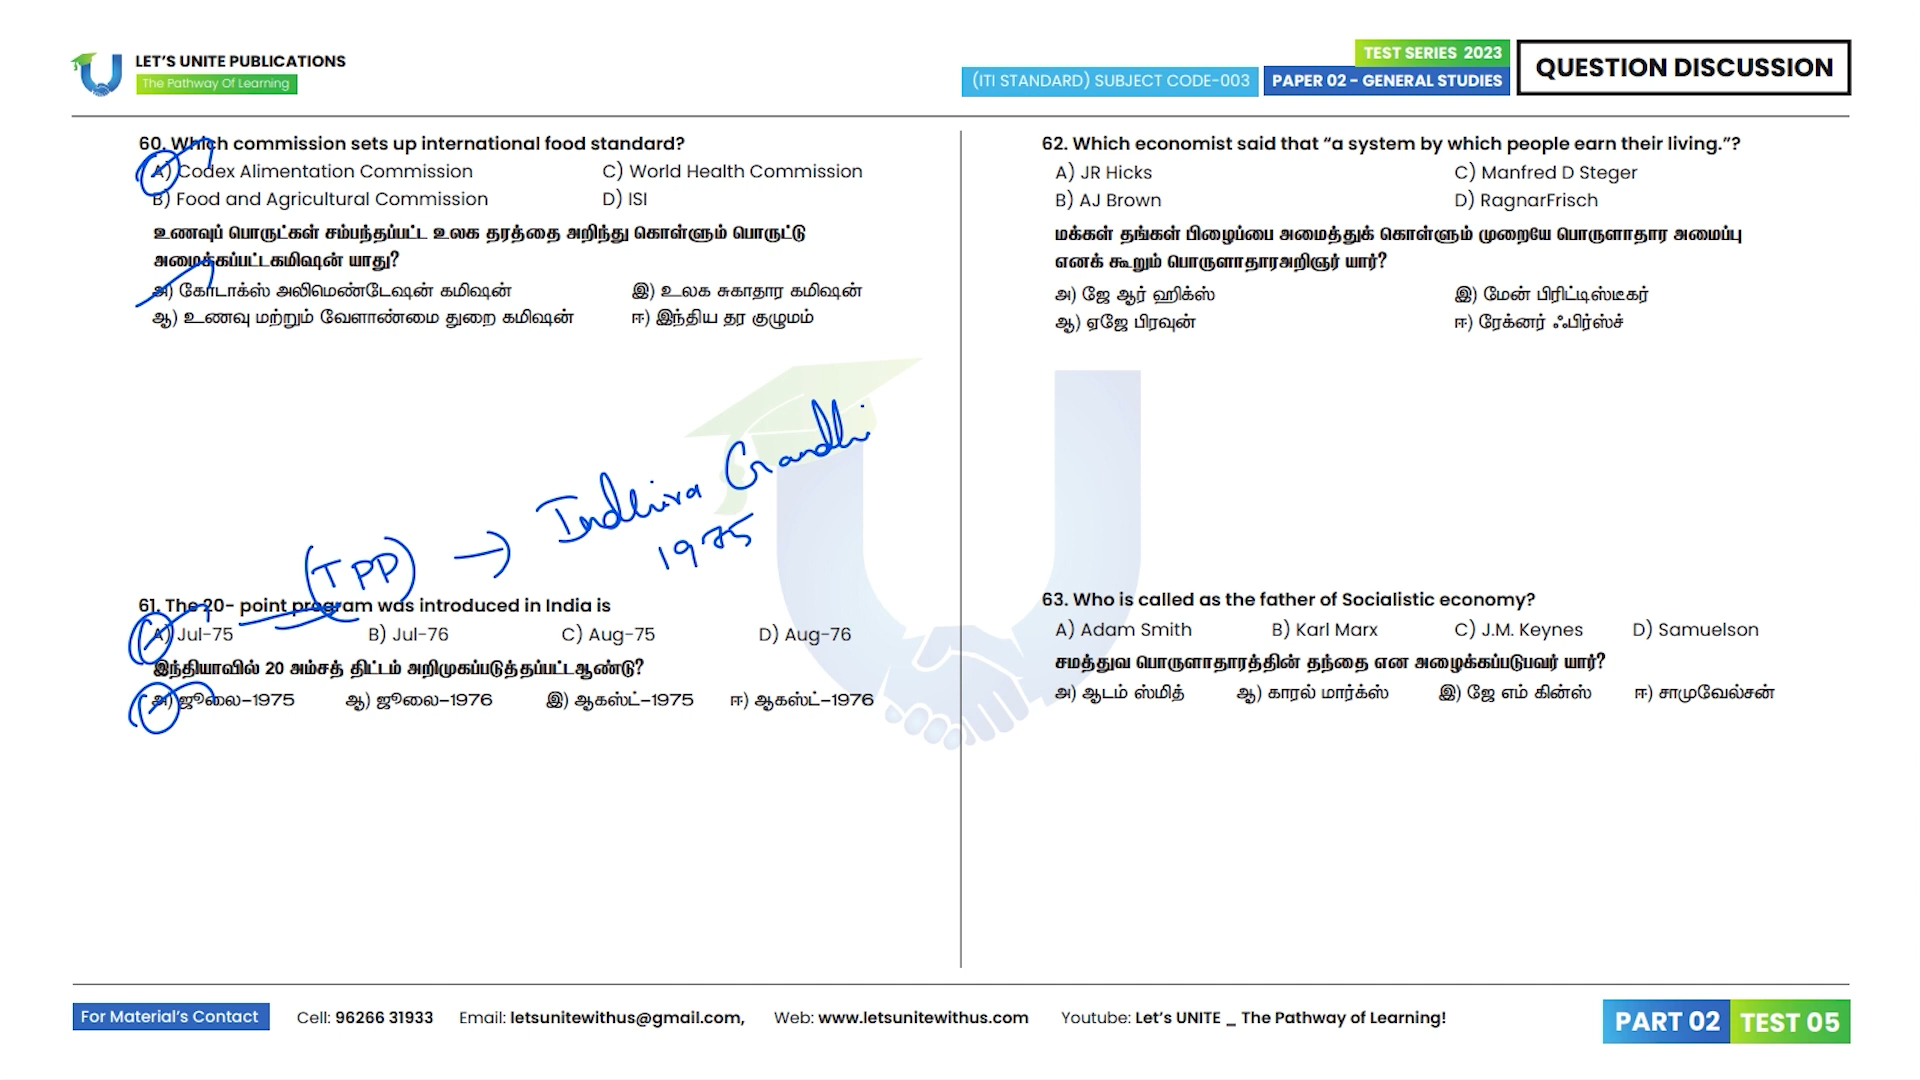 LET'S UNITE PUBLICATIONS
The Pathway Of Learning
TEST SERIES 2023
(ITI STANDARD) SUBJECT CODE-003
PAPER 02 - GENERAL STUDIES
QUESTION DISCUSSION
60. Which commission sets up international food standard?
A) Codex Alimentation Commission C) World Health Commission
B) Food and Agricultural Commission D) ISI
உணவுப் பொருட்கள் சம்பந்தப்பட்ட உலக தரத்தை அறிந்து கொள்ளும் பொருட்டு
அமைக்கப்பட்டகமிஷன் யாது?
அ) கோடாக்ஸ் அலிமெண்டேஷன் கமிஷன் இ) உலக சுகாதார கமிஷன்
ஆ) உணவு மற்றும் வேளாண்மை துறை கமிஷன் ஈ) இந்திய தர குழுமம்
(TPP) → Indhira Gandhi
1975
61. The 20- point program was introduced in India is
A) Jul-75 B) Jul-76 C) Aug-75 D) Aug-76
இந்தியாவில் 20 அம்சத் திட்டம் அறிமுகப்படுத்தப்பட்டஆண்டு?
அ) ஜூலை-1975 ஆ) ஜூலை-1976 இ) ஆகஸ்ட்-1975 ஈ) ஆகஸ்ட்-1976
62. Which economist said that “a system by which people earn their living.”?
A) JR Hicks C) Manfred D Steger
B) AJ Brown D) RagnarFrisch
மக்கள் தங்கள் பிழைப்பை அமைத்துக் கொள்ளும் முறையே பொருளாதார அமைப்பு
எனக் கூறும் பொருளாதாரஅறிஞர் யார்?
அ) ஜே ஆர் ஹிக்ஸ் இ) மேன் பிரிட்டிஸ்டீகர்
ஆ) ஏஜே பிரவுன் ஈ) ரேக்னர் ஃபிர்ஸ்ச்
63. Who is called as the father of Socialistic economy?
A) Adam Smith B) Karl Marx C) J.M. Keynes D) Samuelson
சமத்துவ பொருளாதாரத்தின் தந்தை என அழைக்கப்படுபவர் யார்?
அ) ஆடம் ஸ்மித் ஆ) காரல் மார்க்ஸ் இ) ஜே எம் கின்ஸ் ஈ) சாமுவேல்சன்
For Material's Contact Cell: 96266 31933 Email: letsunitewithus@gmail.com, Web: www.letsunitewithus.com Youtube: Let's UNITE _ The Pathway of Learning!
PART 02 TEST 05